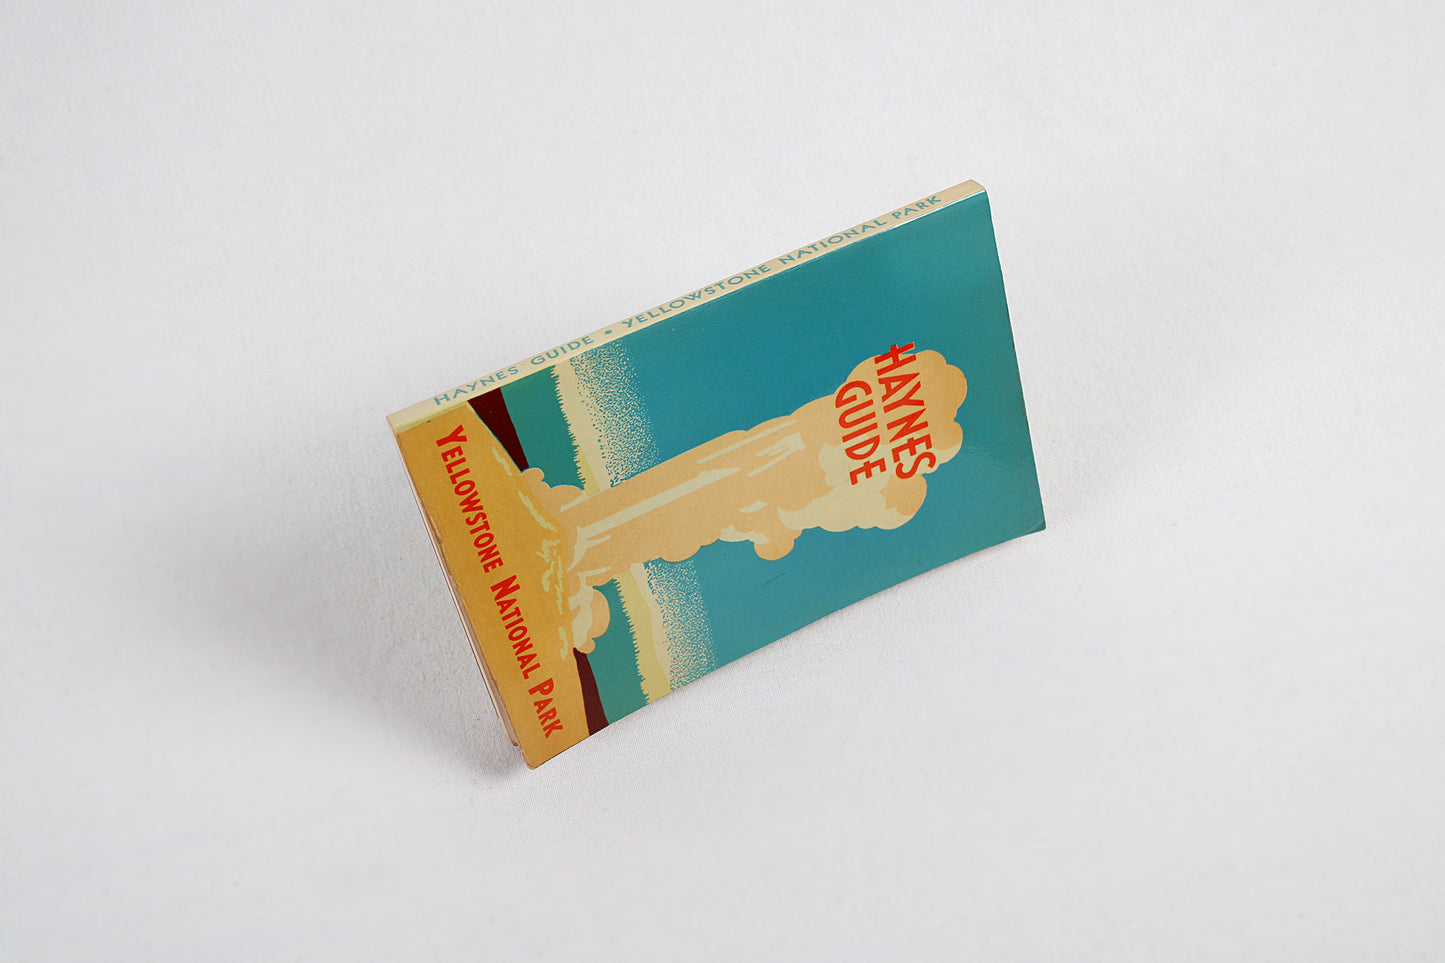 HAYNES GUIDE • YELLOWSTONE NATIONAL PARK
HAYNES
GUIDE
YELLOWSTONE NATIONAL PARK